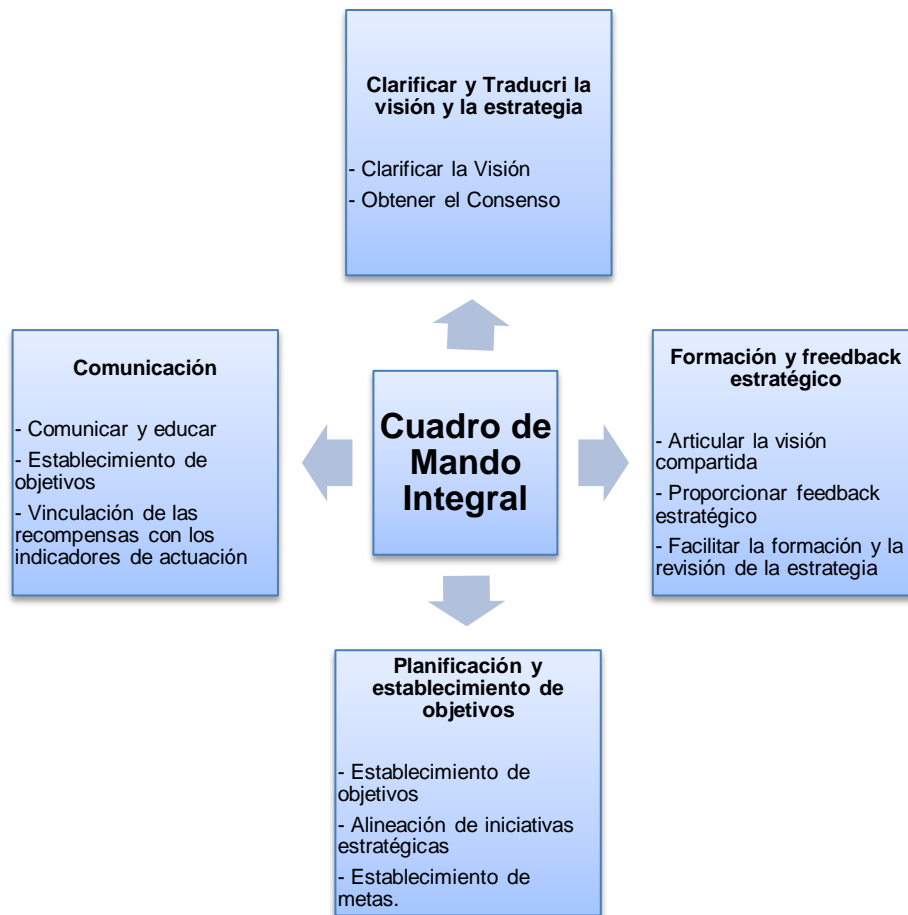 Clarificar y Traducri la
visión y la estrategia
- Clarificar la Visión
- Obtener el Consenso
Comunicación
- Comunicar y educar
- Establecimiento de
objetivos
- Vinculación de las
recompensas con los
indicadores de actuación
Cuadro de
Mando
Integral
Formación y freedback
estratégico
- Articular la visión
compartida
- Proporcionar feedback
estratégico
- Facilitar la formación y la
revisión de la estrategia
Planificación y
establecimiento de
objetivos
- Establecimiento de
objetivos
- Alineación de iniciativas
estratégicas
- Establecimiento de
metas.